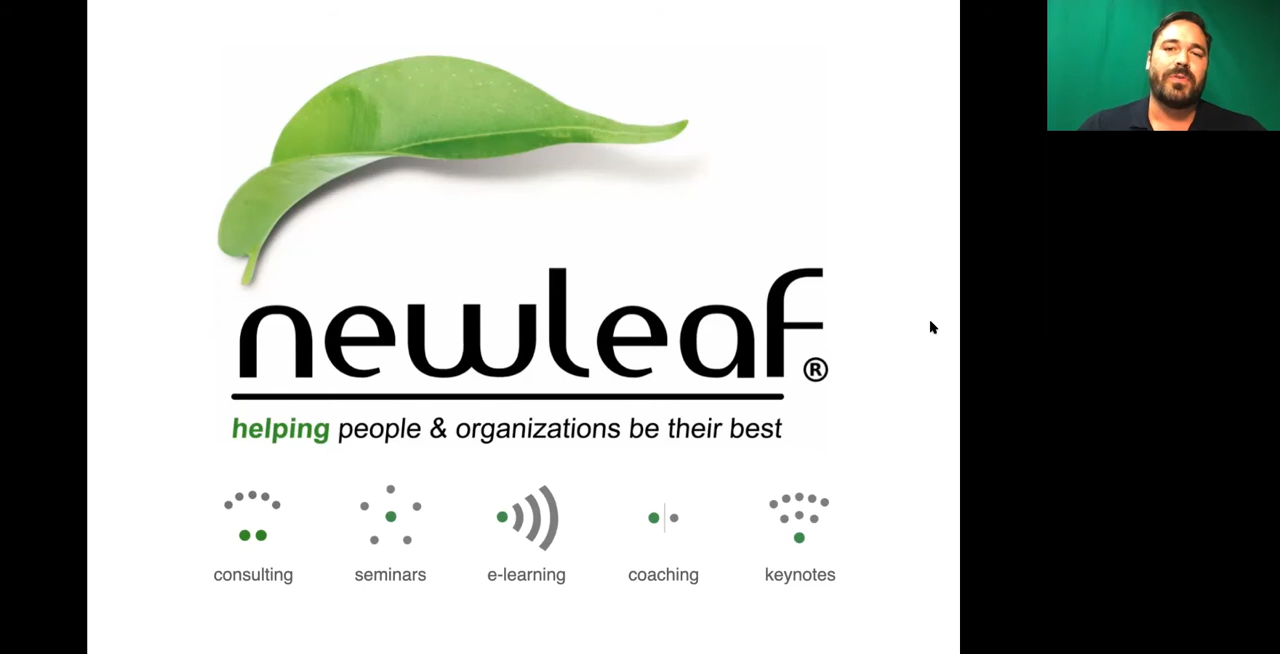 newleaf®
helping people & organizations be their best
consulting seminars e-learning coaching keynotes